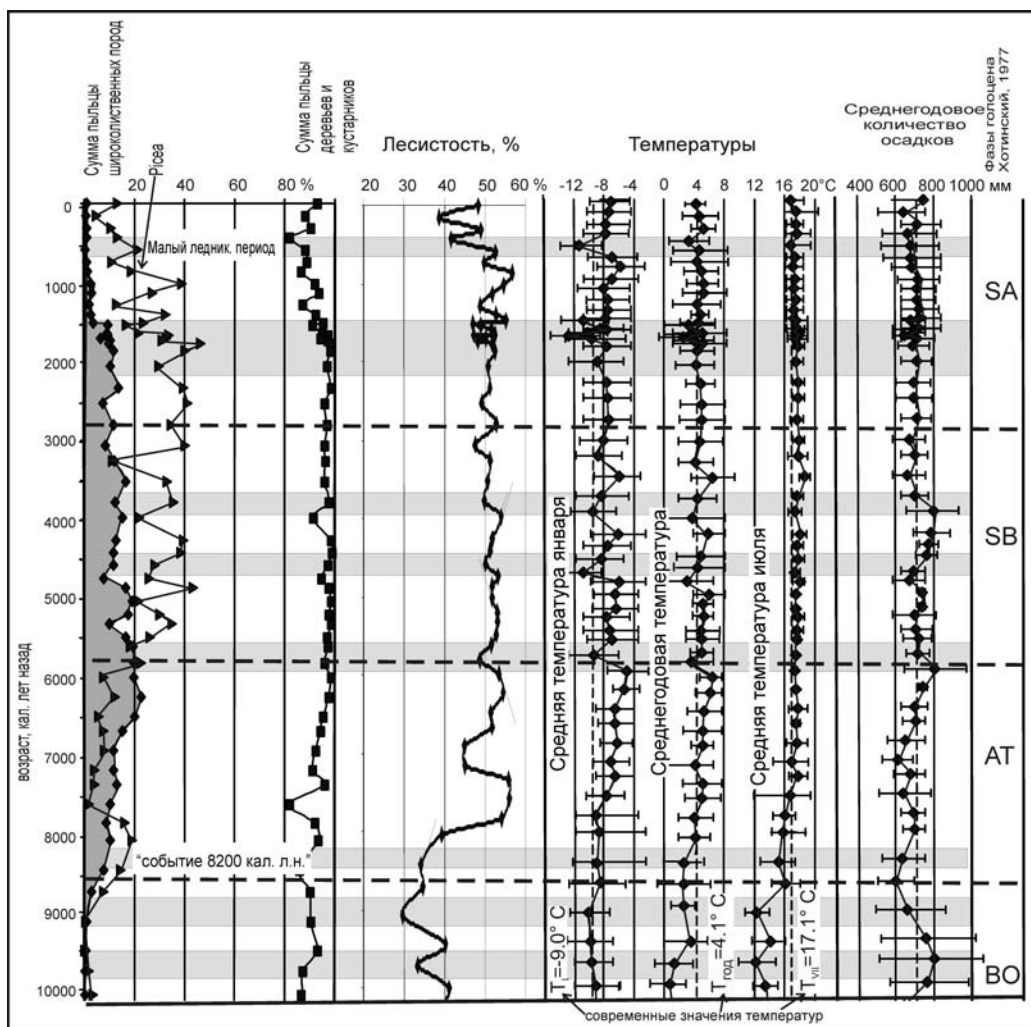 Сумма пыльцы
широколиственных пород
Picea
Сумма пыльцы
деревьев и
кустарников
Лесистость, %
Температуры
Среднегодовое
количество
осадков
Фазы голоцена
Хотинский, 1977
20 40 60 80 % 20 30 40 50 60 % -12 -8 -4 0 4 8 12 16 20°C 400 600 800 1000 мм
0
Малый ледник. период
1000
SA
2000
3000
4000
SB
5000
6000
7000
AT
8000
"событие 8200 кал. л.н."
9000
BO
10000
возраст, кал. лет назад
Средняя температура января
Среднегодовая температура
Средняя температура июля
T I=-9.0° C
Tгод=4.1° C
TVII=17.1° C
современные значения температур